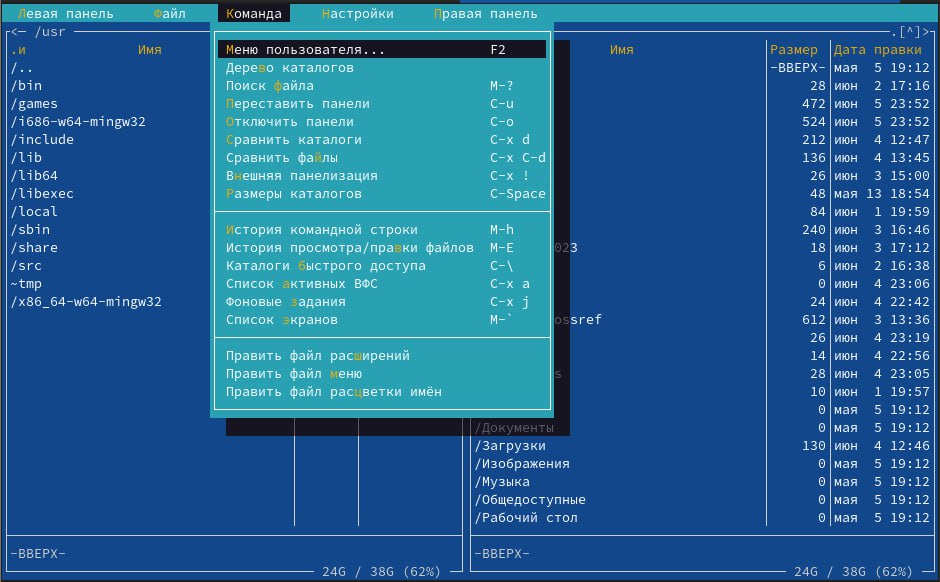 Левая панель Файл Команда Настройки Правая панель
<─ /usr .[^]>
.и Имя Имя Размер Дата правки
Меню пользователя... F2
/.. Дерево каталогов -ВВЕРХ- мая 5 19:12
/bin Поиск файла M-? 28 июн 2 17:16
/games Переставить панели C-u 472 июн 5 23:52
/i686-w64-mingw32 Отключить панели C-o 524 июн 5 23:52
/include Сравнить каталоги C-x d 212 июн 4 12:47
/lib Сравнить файлы C-x C-d 136 июн 4 13:45
/lib64 Внешняя панелизация C-x ! 26 июн 3 15:00
/libexec Размеры каталогов C-Space 48 мая 13 18:54
/local 84 июн 1 19:59
/sbin История командной строки M-h 240 июн 3 16:46
/share История просмотра/правки файлов M-E 023 18 июн 3 17:12
/src Каталоги быстрого доступа C-\ 6 июн 2 16:38
~tmp Список активных ВФС C-x a 0 июн 4 23:06
/x86_64-w64-mingw32 Фоновые задания C-x j 24 июн 4 22:42
Список экранов M-` ossref 612 июн 3 13:36
26 июн 4 23:19
Править файл расширений 14 июн 4 22:56
Править файл меню s 28 июн 4 23:05
Править файл расцветки имён 10 июн 1 19:57
0 мая 5 19:12
/Документы 0 мая 5 19:12
/Загрузки 130 июн 4 12:46
/Изображения 0 мая 5 19:12
/Музыка 0 мая 5 19:12
/Общедоступные 0 мая 5 19:12
/Рабочий стол 0 мая 5 19:12
-ВВЕРХ- -ВВЕРХ-
24G / 38G (62%) 24G / 38G (62%)